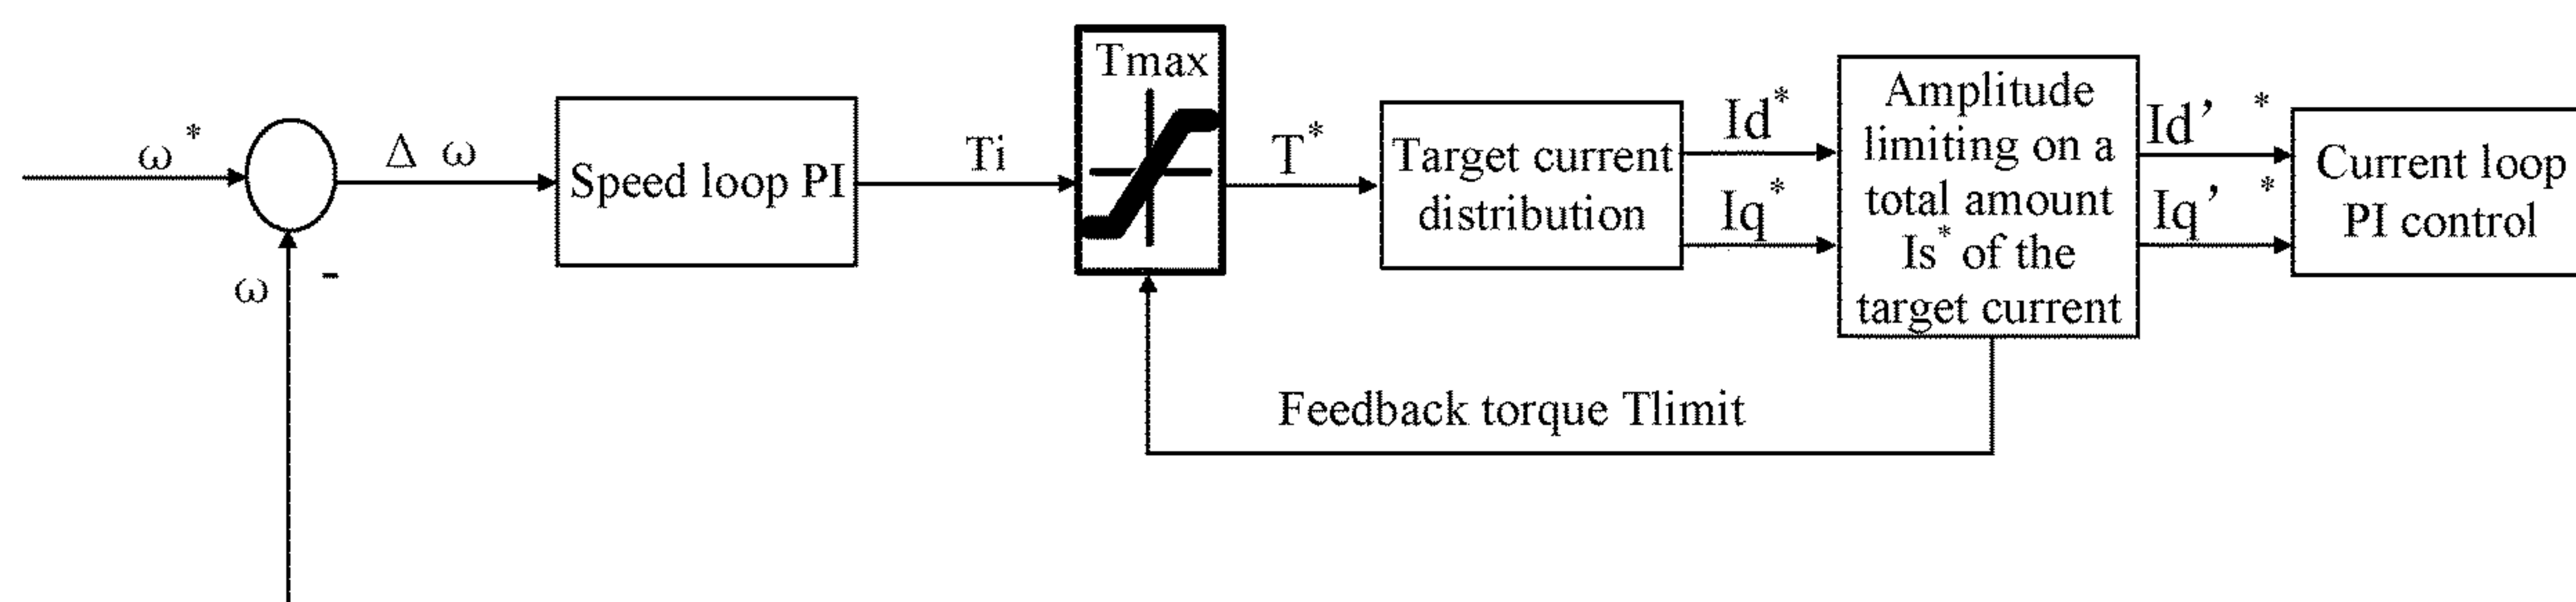 ω*
Δ ω
ω
-
Speed loop PI
Ti
Tmax
T*
Target current
distribution
Id*
Iq*
Amplitude
limiting on a
total amount
Is* of the
target current
Id’ *
Iq’ *
Current loop
PI control
Feedback torque Tlimit